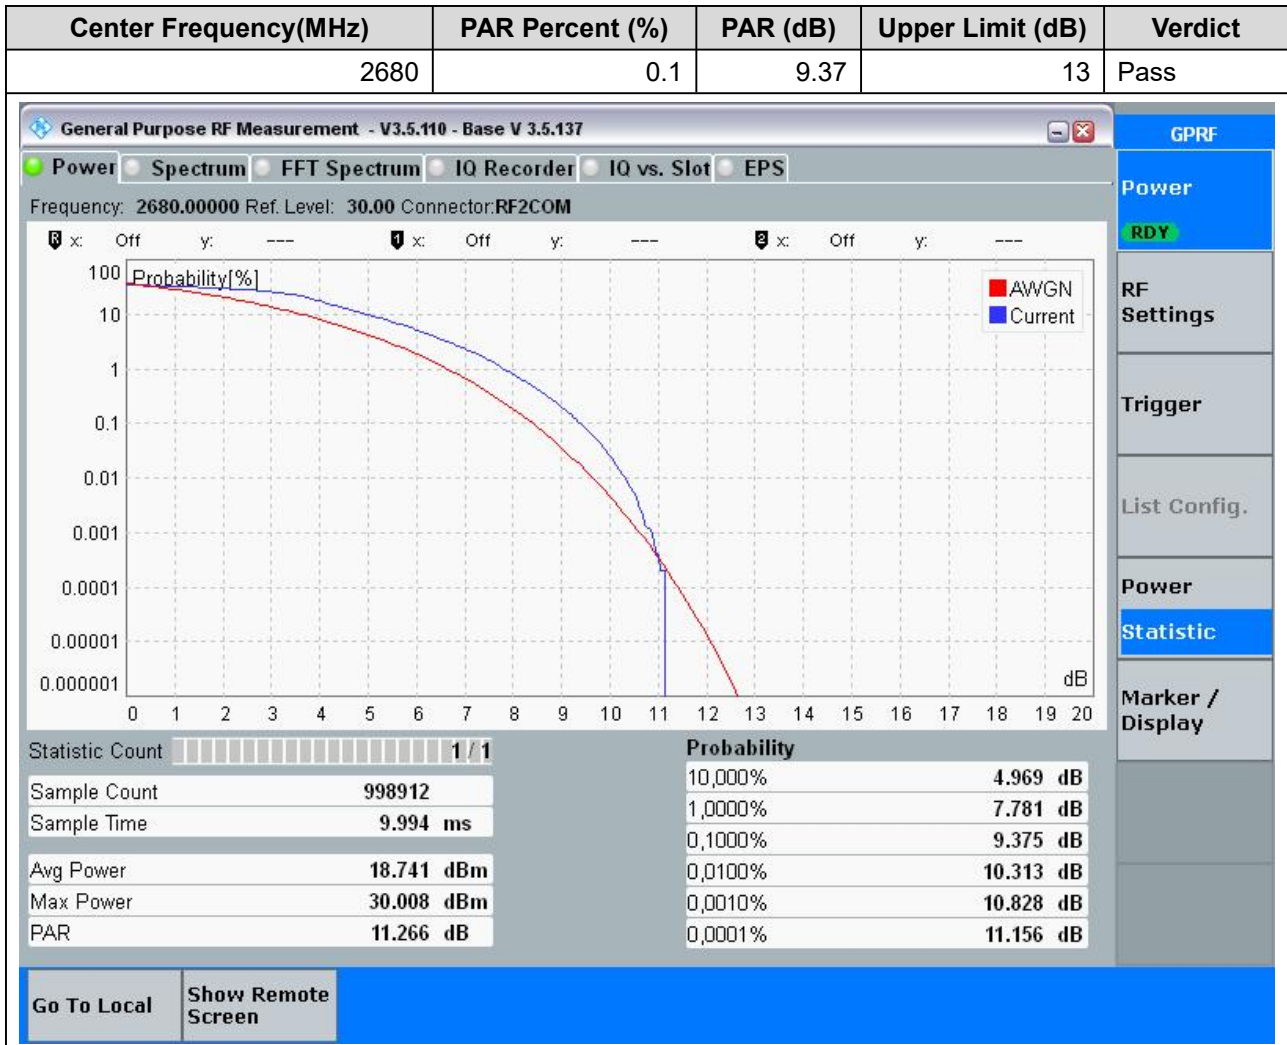 Center Frequency(MHz) PAR Percent (%) PAR (dB) Upper Limit (dB) Verdict
2680 0.1 9.37 13 Pass
General Purpose RF Measurement - V3.5.110 - Base V 3.5.137
GPRF
Power Spectrum FFT Spectrum IQ Recorder IQ vs. Slot EPS
Frequency: 2680.00000 Ref. Level: 30.00 Connector:RF2COM
R x: Off y: --- 1 x: Off y: --- 2 x: Off y: ---
Probability[%]
AWGN
Current
100
10
1
0.1
0.01
0.001
0.0001
0.00001
0.000001
dB
0 1 2 3 4 5 6 7 8 9 10 11 12 13 14 15 16 17 18 19 20
Statistic Count 1 / 1
Sample Count 998912
Sample Time 9.994 ms
Avg Power 18.741 dBm
Max Power 30.008 dBm
PAR 11.266 dB
Probability
10,000% 4.969 dB
1,0000% 7.781 dB
0,1000% 9.375 dB
0,0100% 10.313 dB
0,0010% 10.828 dB
0,0001% 11.156 dB
Power
RDY
RF
Settings
Trigger
List Config.
Power
Statistic
Marker /
Display
Go To Local
Show Remote
Screen